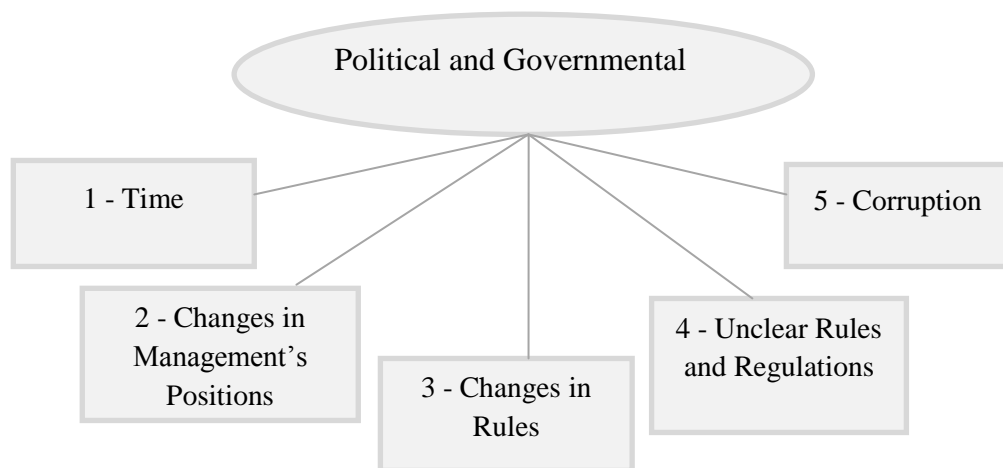 Political and Governmental
1 - Time
2 - Changes in
Management’s
Positions
3 - Changes in
Rules
4 - Unclear Rules
and Regulations
5 - Corruption